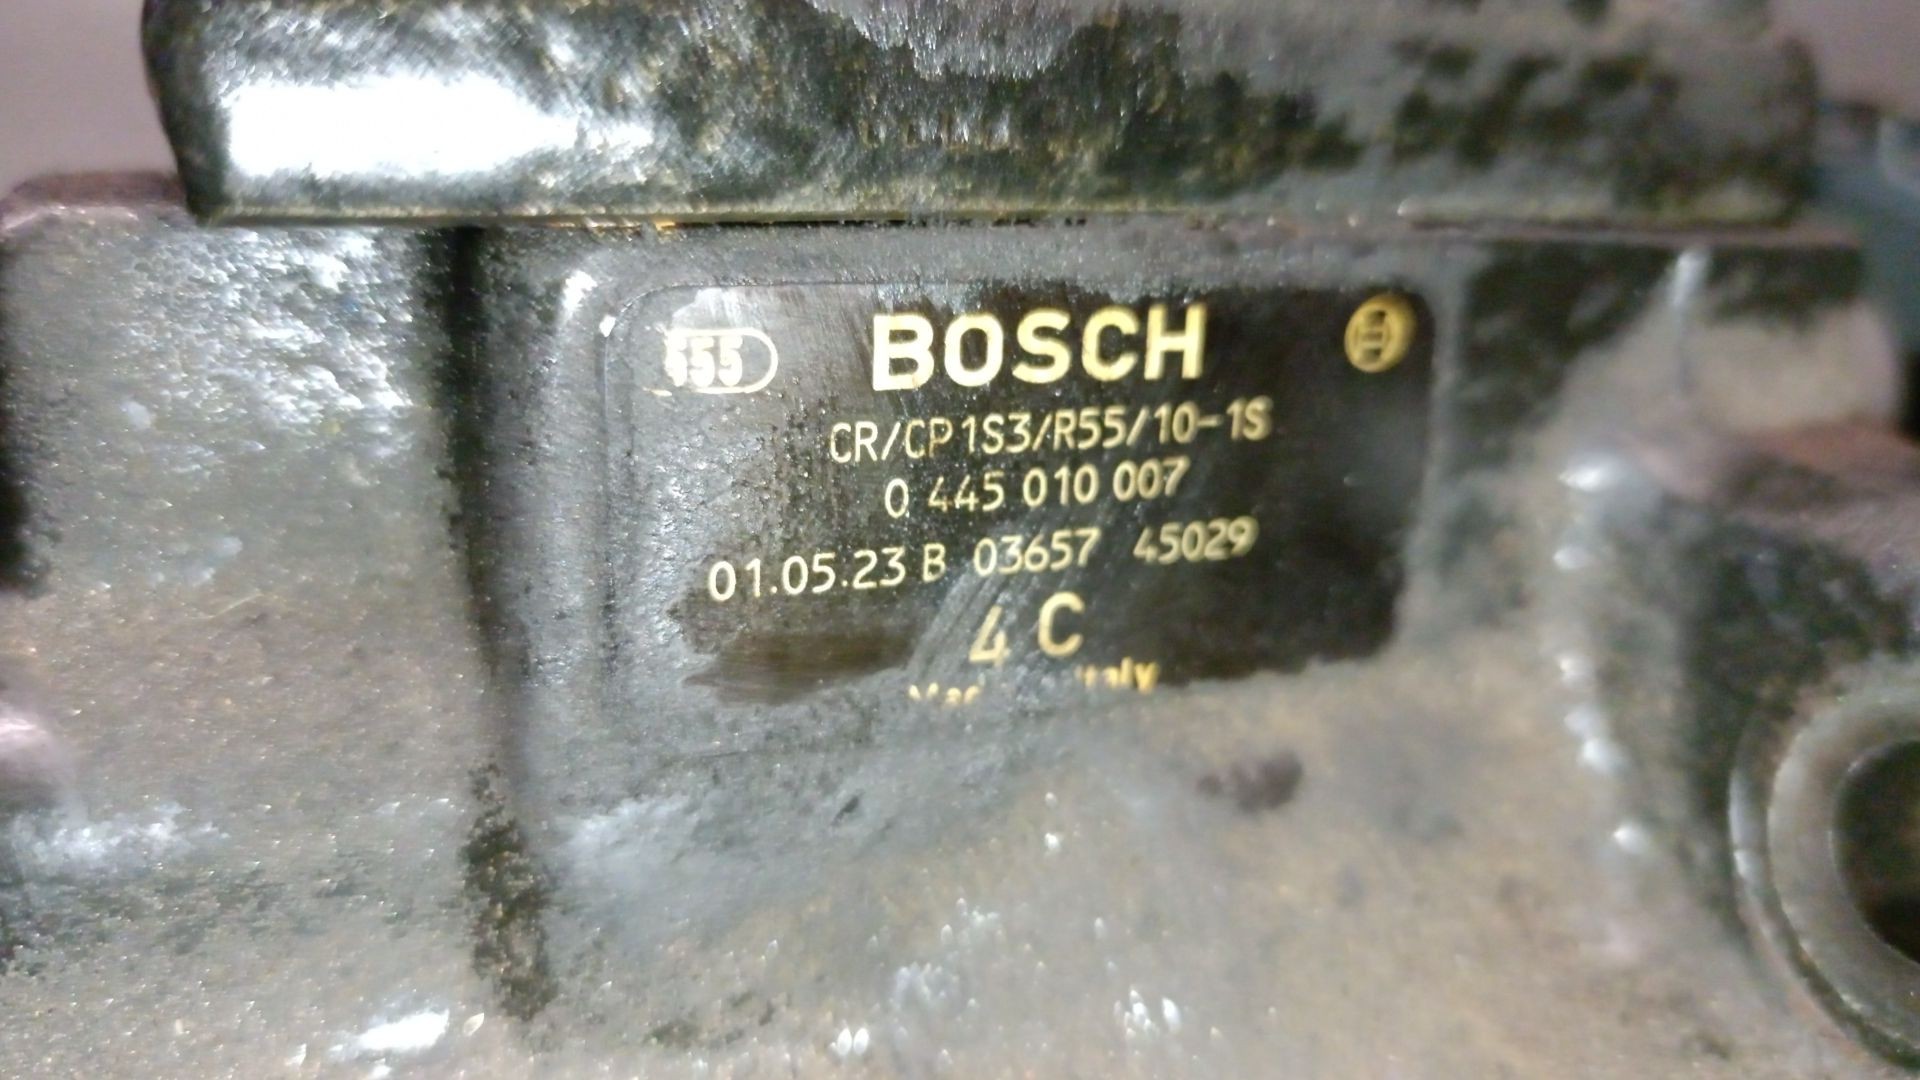 555 BOSCH
CR/CP1S3/R55/10-1S
0 445 010 007
01.05.23 B 03657 45029
4 C